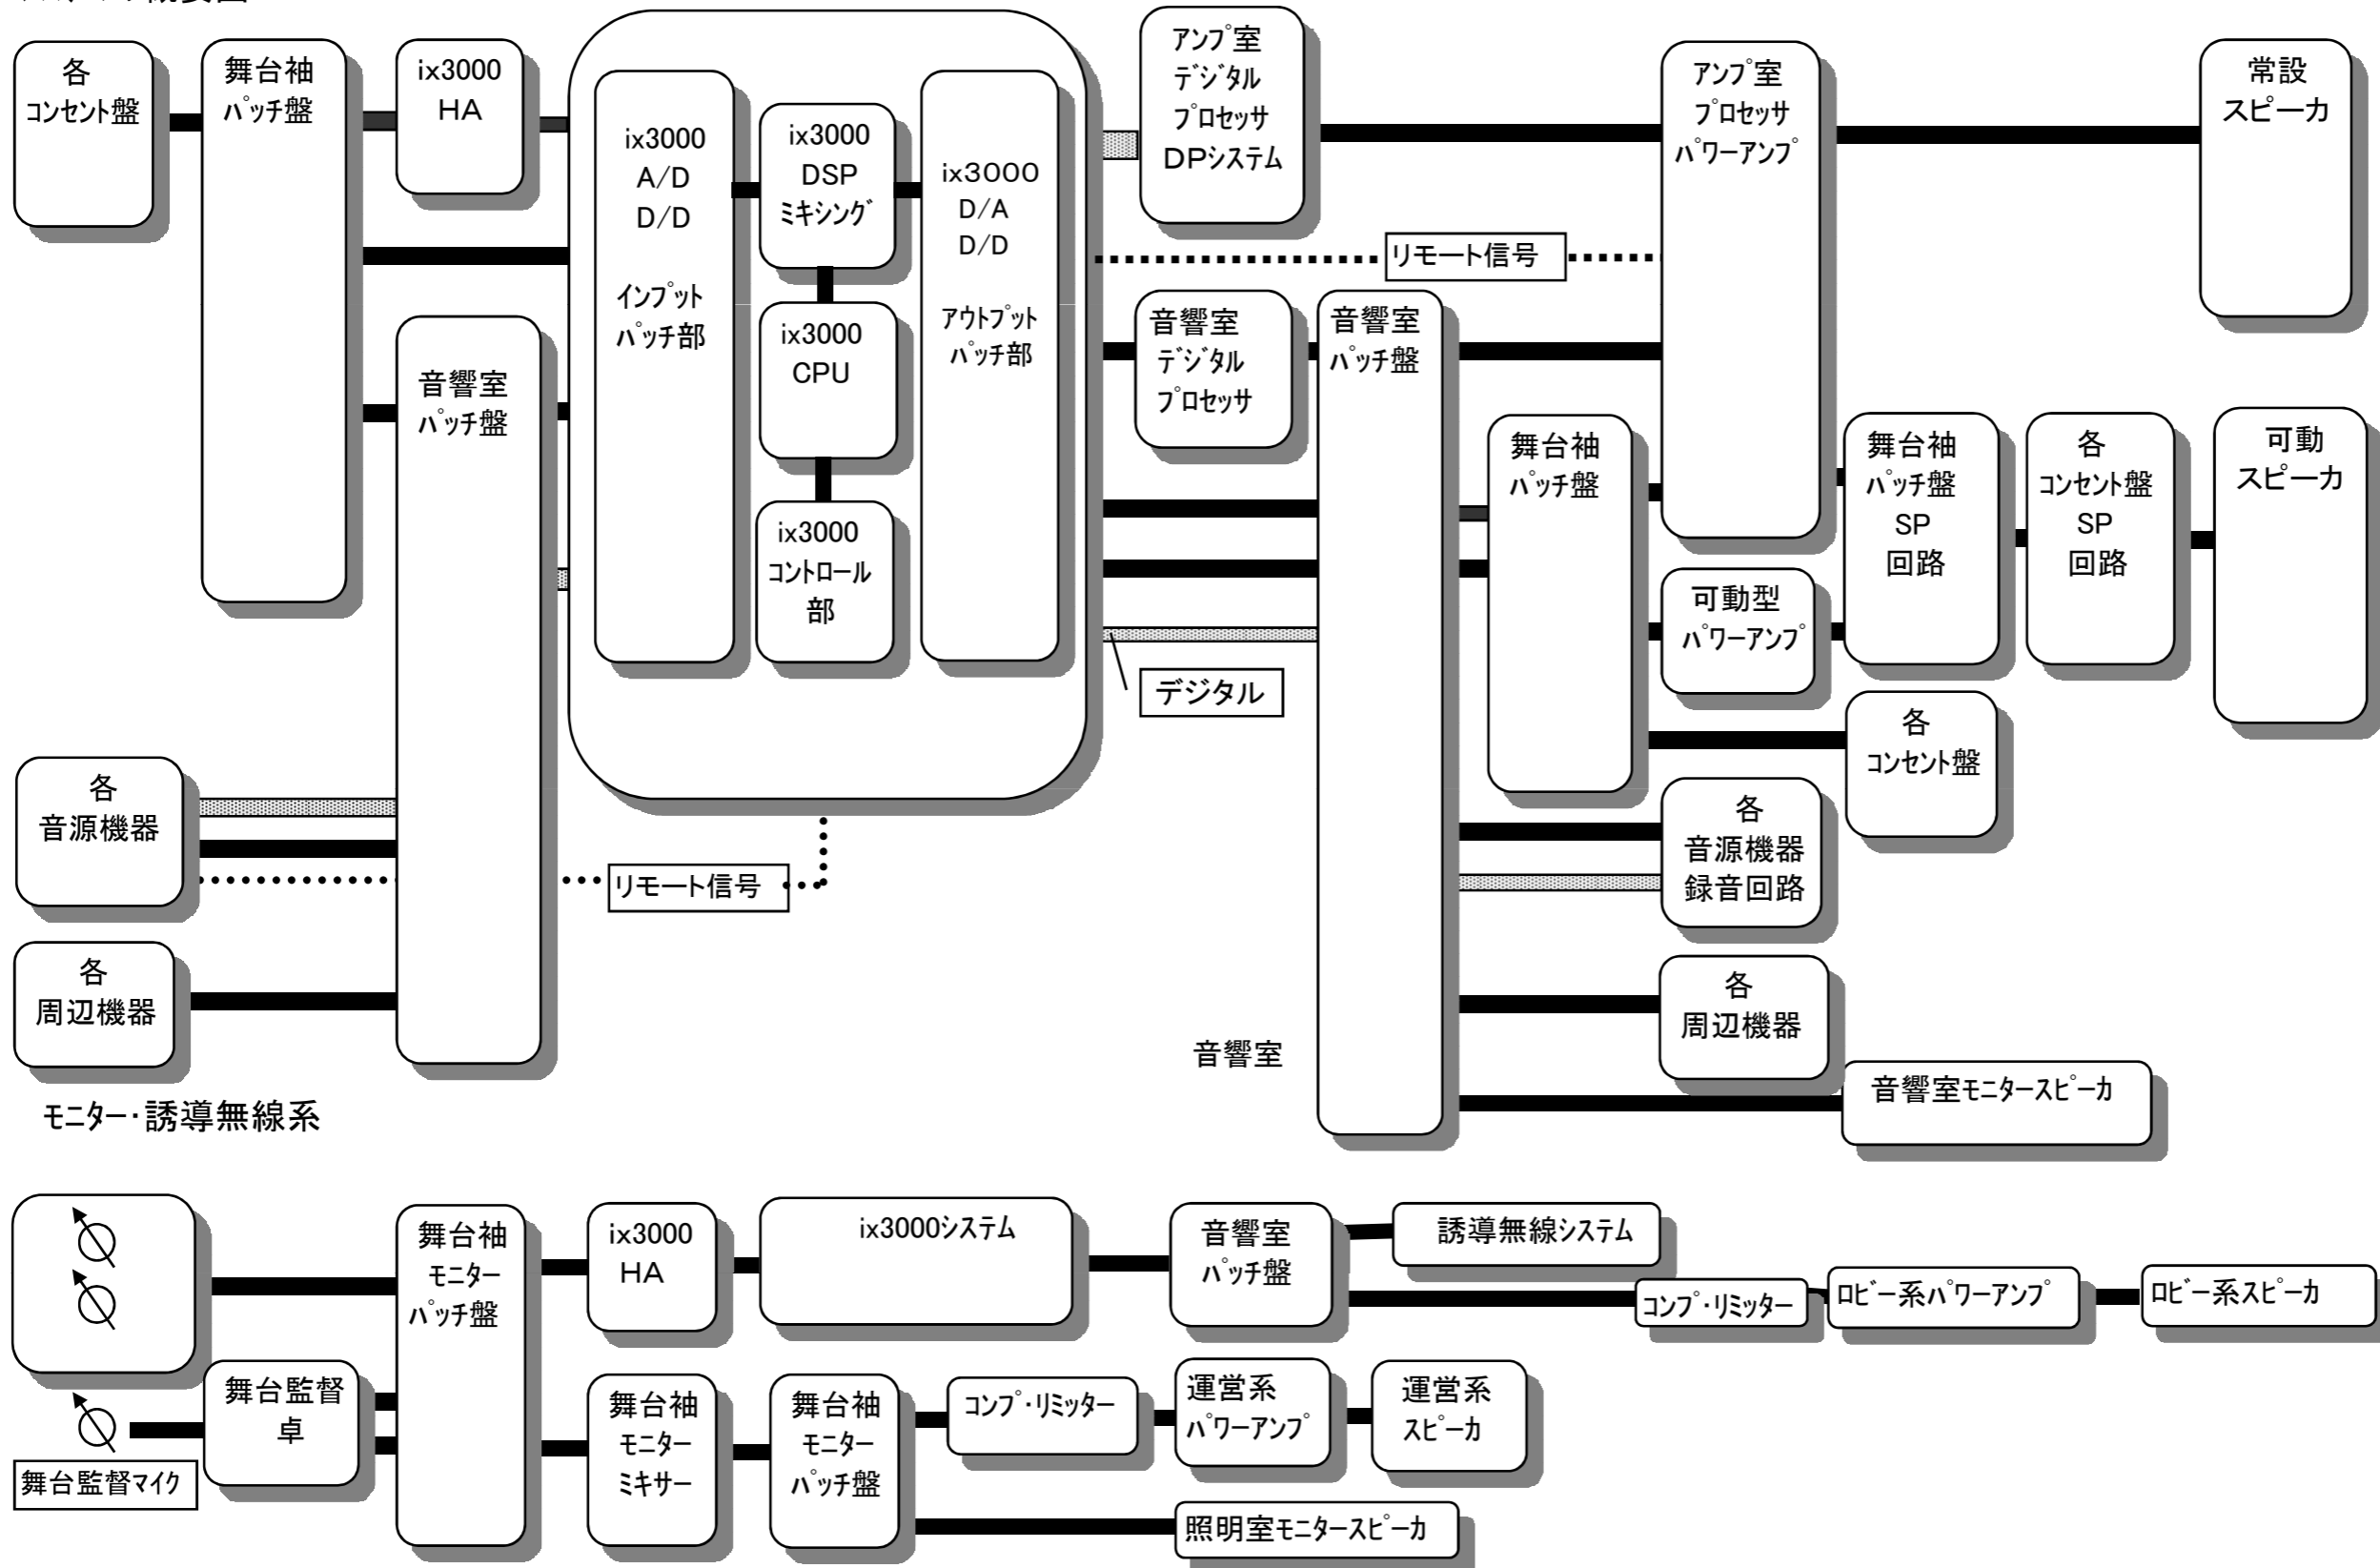 各
コンセント盤
舞台袖
パッチ盤
ix3000
HA
ix3000
A/D
D/D
インプット
パッチ部
ix3000
DSP
ミキシング
ix3000
CPU
ix3000
コントロール
部
ix3000
D/A
D/D
アウトプット
パッチ部
アンプ室
デジタル
プロセッサ
DPシステム
アンプ室
プロセッサ
パワーアンプ
常設
スピーカ
リモート信号
音響室
パッチ盤
音響室
デジタル
プロセッサ
音響室
パッチ盤
舞台袖
パッチ盤
舞台袖
パッチ盤
SP
回路
各
コンセント盤
SP
回路
可動
スピーカ
可動型
パワーアンプ
デジタル
各
コンセント盤
各
音源機器
リモート信号
各
音源機器
録音回路
各
周辺機器
各
周辺機器
音響室
音響室モニタースピーカ
モニター・誘導無線系
舞台袖
モニター
パッチ盤
ix3000
HA
ix3000システム
音響室
パッチ盤
誘導無線システム
コンプ・リミッター
ロビー系パワーアンプ
ロビー系スピーカ
舞台監督
卓
舞台監督マイク
舞台袖
モニター
ミキサー
舞台袖
モニター
パッチ盤
コンプ・リミッター
運営系
パワーアンプ
運営系
スピーカ
照明室モニタースピーカ